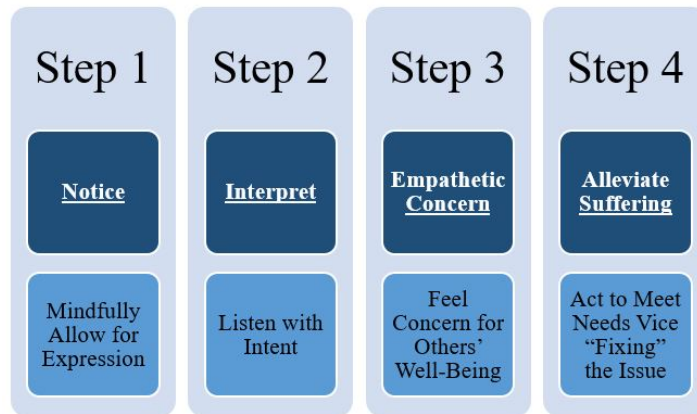 Step 1
Notice
Mindfully
Allow for
Expression
Step 2
Interpret
Listen with
Intent
Step 3
Empathetic
Concern
Feel
Concern for
Others’
Well-Being
Step 4
Alleviate
Suffering
Act to Meet
Needs Vice
“Fixing”
the Issue